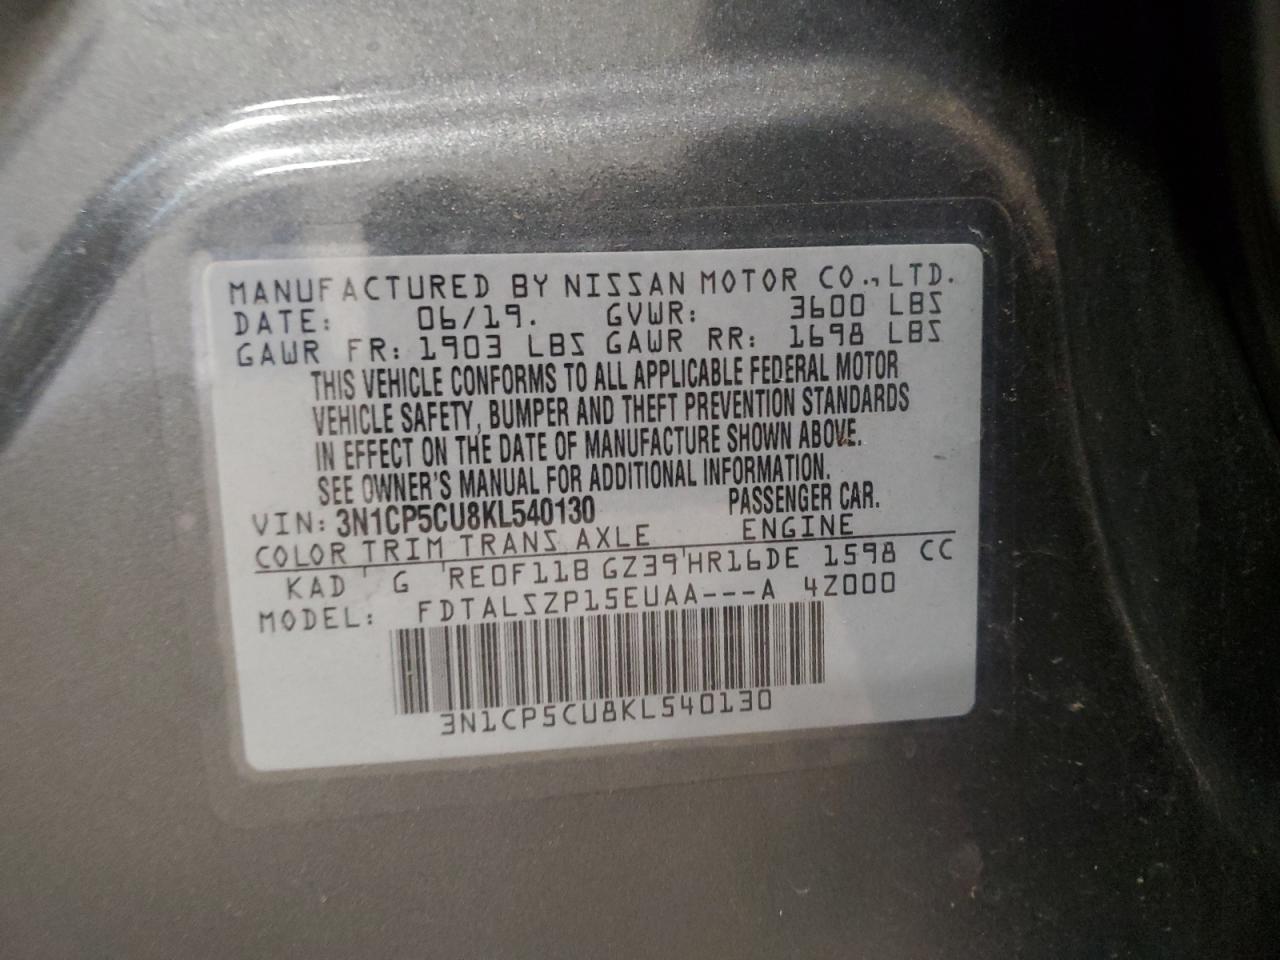 MANUFACTURED BY NISSAN MOTOR CO., LTD.
DATE: 06/19. GVWR: 3600 LBS
GAWR FR: 1903 LBS GAWR RR: 1698 LBS
THIS VEHICLE CONFORMS TO ALL APPLICABLE FEDERAL MOTOR
VEHICLE SAFETY, BUMPER AND THEFT PREVENTION STANDARDS
IN EFFECT ON THE DATE OF MANUFACTURE SHOWN ABOVE.
SEE OWNER'S MANUAL FOR ADDITIONAL INFORMATION.
VIN: 3N1CP5CU8KL540130 PASSENGER CAR.
COLOR TRIM TRANS AXLE ENGINE
KAD G RE0F11B GZ39 HR16DE 1598 CC
MODEL: FDTALSZP15EUAA---A 4Z000
3N1CP5CU8KL540130